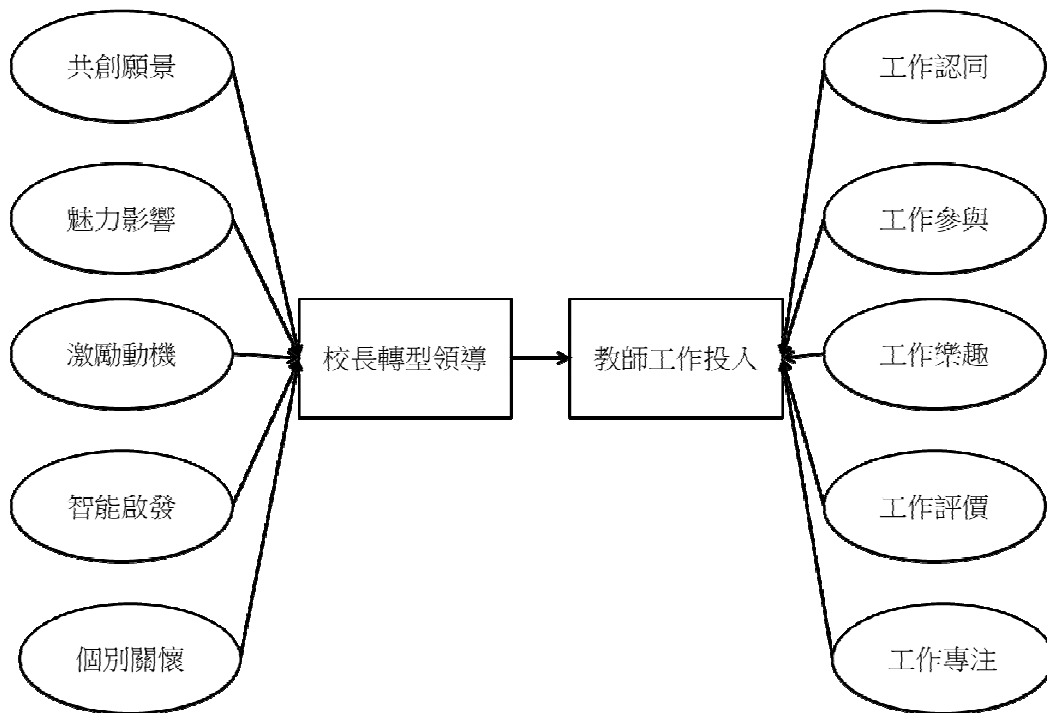 共創願景
魅力影響
激勵動機
智能啟發
個別關懷
校長轉型領導
教師工作投入
工作認同
工作參與
工作樂趣
工作評價
工作專注